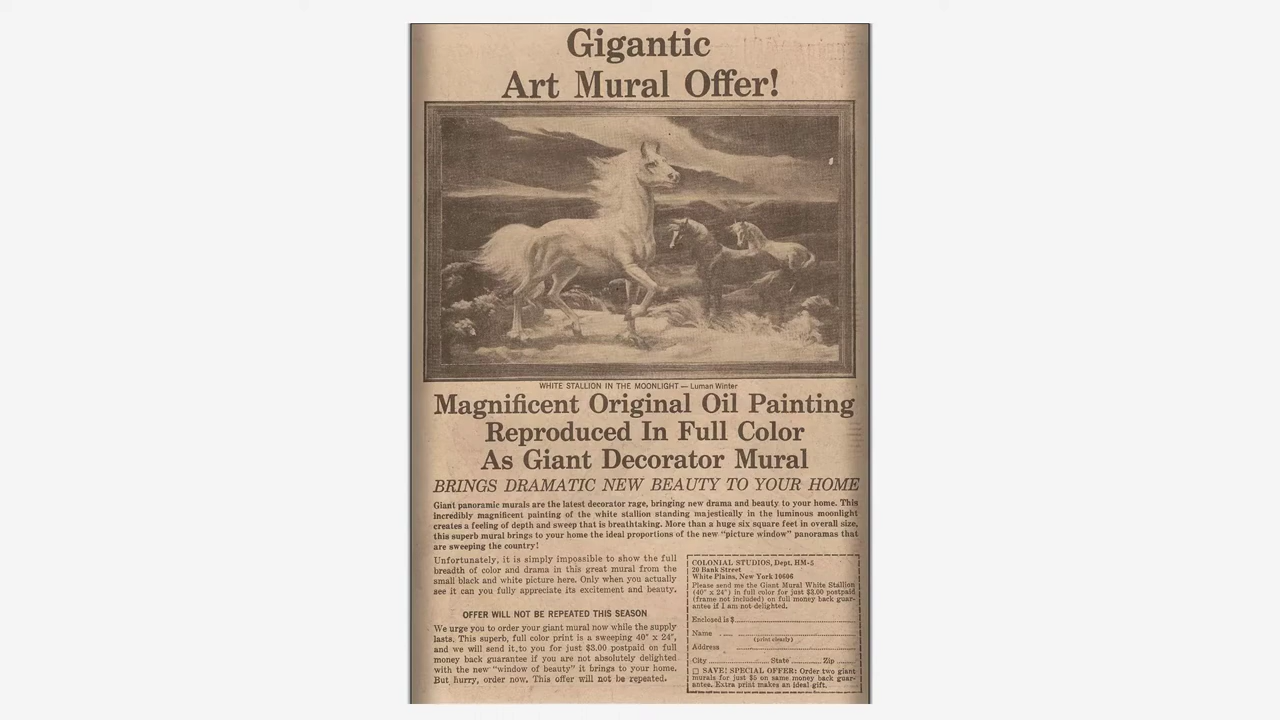 Gigantic
Art Mural Offer!
WHITE STALLION IN THE MOONLIGHT — Luman Winter
Magnificent Original Oil Painting
Reproduced In Full Color
As Giant Decorator Mural
BRINGS DRAMATIC NEW BEAUTY TO YOUR HOME
Giant panoramic murals are the latest decorator rage, bringing new drama and beauty to your home. This
incredibly magnificent painting of the white stallion standing majestically in the luminous moonlight
creates a feeling of depth and sweep that is breathtaking. More than a huge six square feet in overall size,
this superb mural brings to your home the ideal proportions of the new "picture window" panoramas that
are sweeping the country!
Unfortunately, it is simply impossible to show the full
breadth of color and drama in this great mural from the
small black and white picture here. Only when you actually
see it can you fully appreciate its excitement and beauty.
OFFER WILL NOT BE REPEATED THIS SEASON
We urge you to order your giant mural now while the supply
lasts. This superb, full color print is a sweeping 40" x 24",
and we will send it to you for just $3.00 postpaid on full
money back guarantee if you are not absolutely delighted
with the new "window of beauty" it brings to your home.
But hurry, order now. This offer will not be repeated.
COLONIAL STUDIOS, Dept. HM-5
20 Bank Street
White Plains, New York 10606
Please send me the Giant Mural White Stallion
(40" x 24") in full color for just $3.00 postpaid
(frame not included) on full money back guar-
antee if I am not delighted.
Enclosed is $
Name
(print clearly)
Address
City State Zip
SAVE! SPECIAL OFFER: Order two giant
murals for just $5 on same money back guar-
antee. Extra print makes an ideal gift.